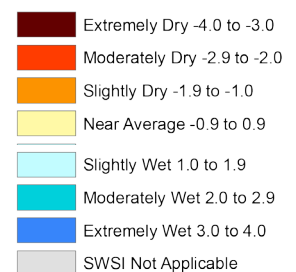 Extremely Dry -4.0 to -3.0
Moderately Dry -2.9 to -2.0
Slightly Dry -1.9 to -1.0
Near Average -0.9 to 0.9
Slightly Wet 1.0 to 1.9
Moderately Wet 2.0 to 2.9
Extremely Wet 3.0 to 4.0
SWSI Not Applicable